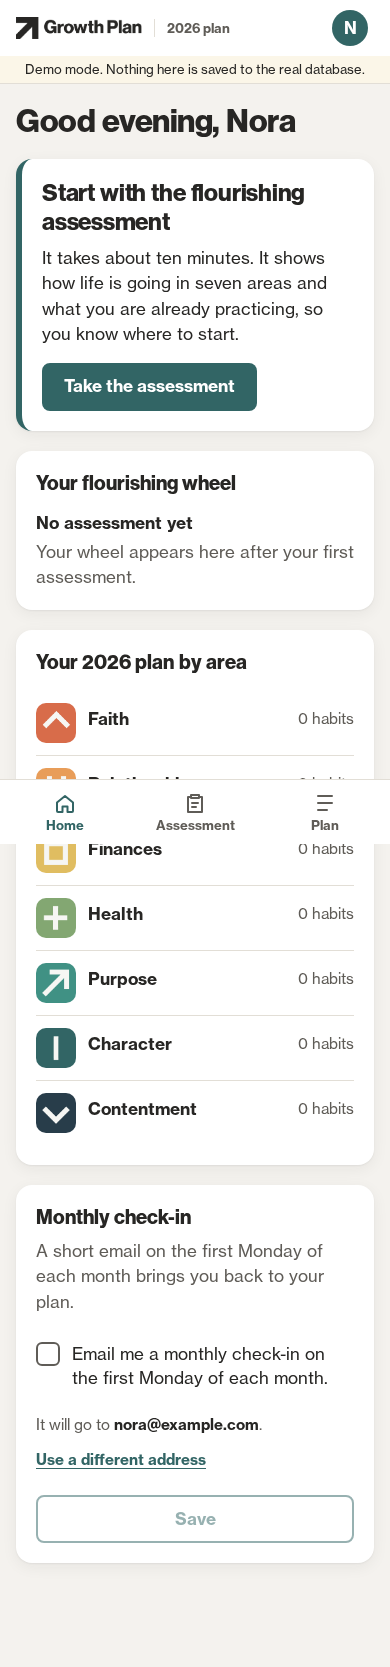 Growth Plan 2026 plan N
Demo mode. Nothing here is saved to the real database.
Good evening, Nora
Start with the flourishing
assessment
It takes about ten minutes. It shows
how life is going in seven areas and
what you are already practicing, so
you know where to start.
Take the assessment
Your flourishing wheel
No assessment yet
Your wheel appears here after your first
assessment.
Your 2026 plan by area
Faith 0 habits
Home Assessment Plan
Finances 0 habits
Health 0 habits
Purpose 0 habits
Character 0 habits
Contentment 0 habits
Monthly check-in
A short email on the first Monday of
each month brings you back to your
plan.
Email me a monthly check-in on
the first Monday of each month.
It will go to nora@example.com.
Use a different address
Save